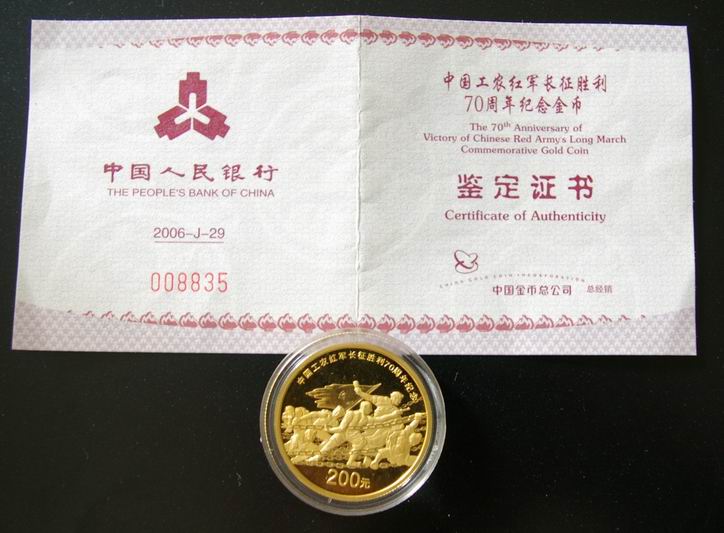 中国人民银行
THE PEOPLE'S BANK OF CHINA
2006-J-29
008835
中国工农红军长征胜利
70周年纪念金币
The 70th Anniversary of
Victory of Chinese Red Army's Long March
Commemorative Gold Coin
鉴定证书
Certificate of Authenticity
CHINA GOLD COIN INCORPORATION
中国金币总公司 总经销
中国工农红军长征胜利70周年纪念
200元